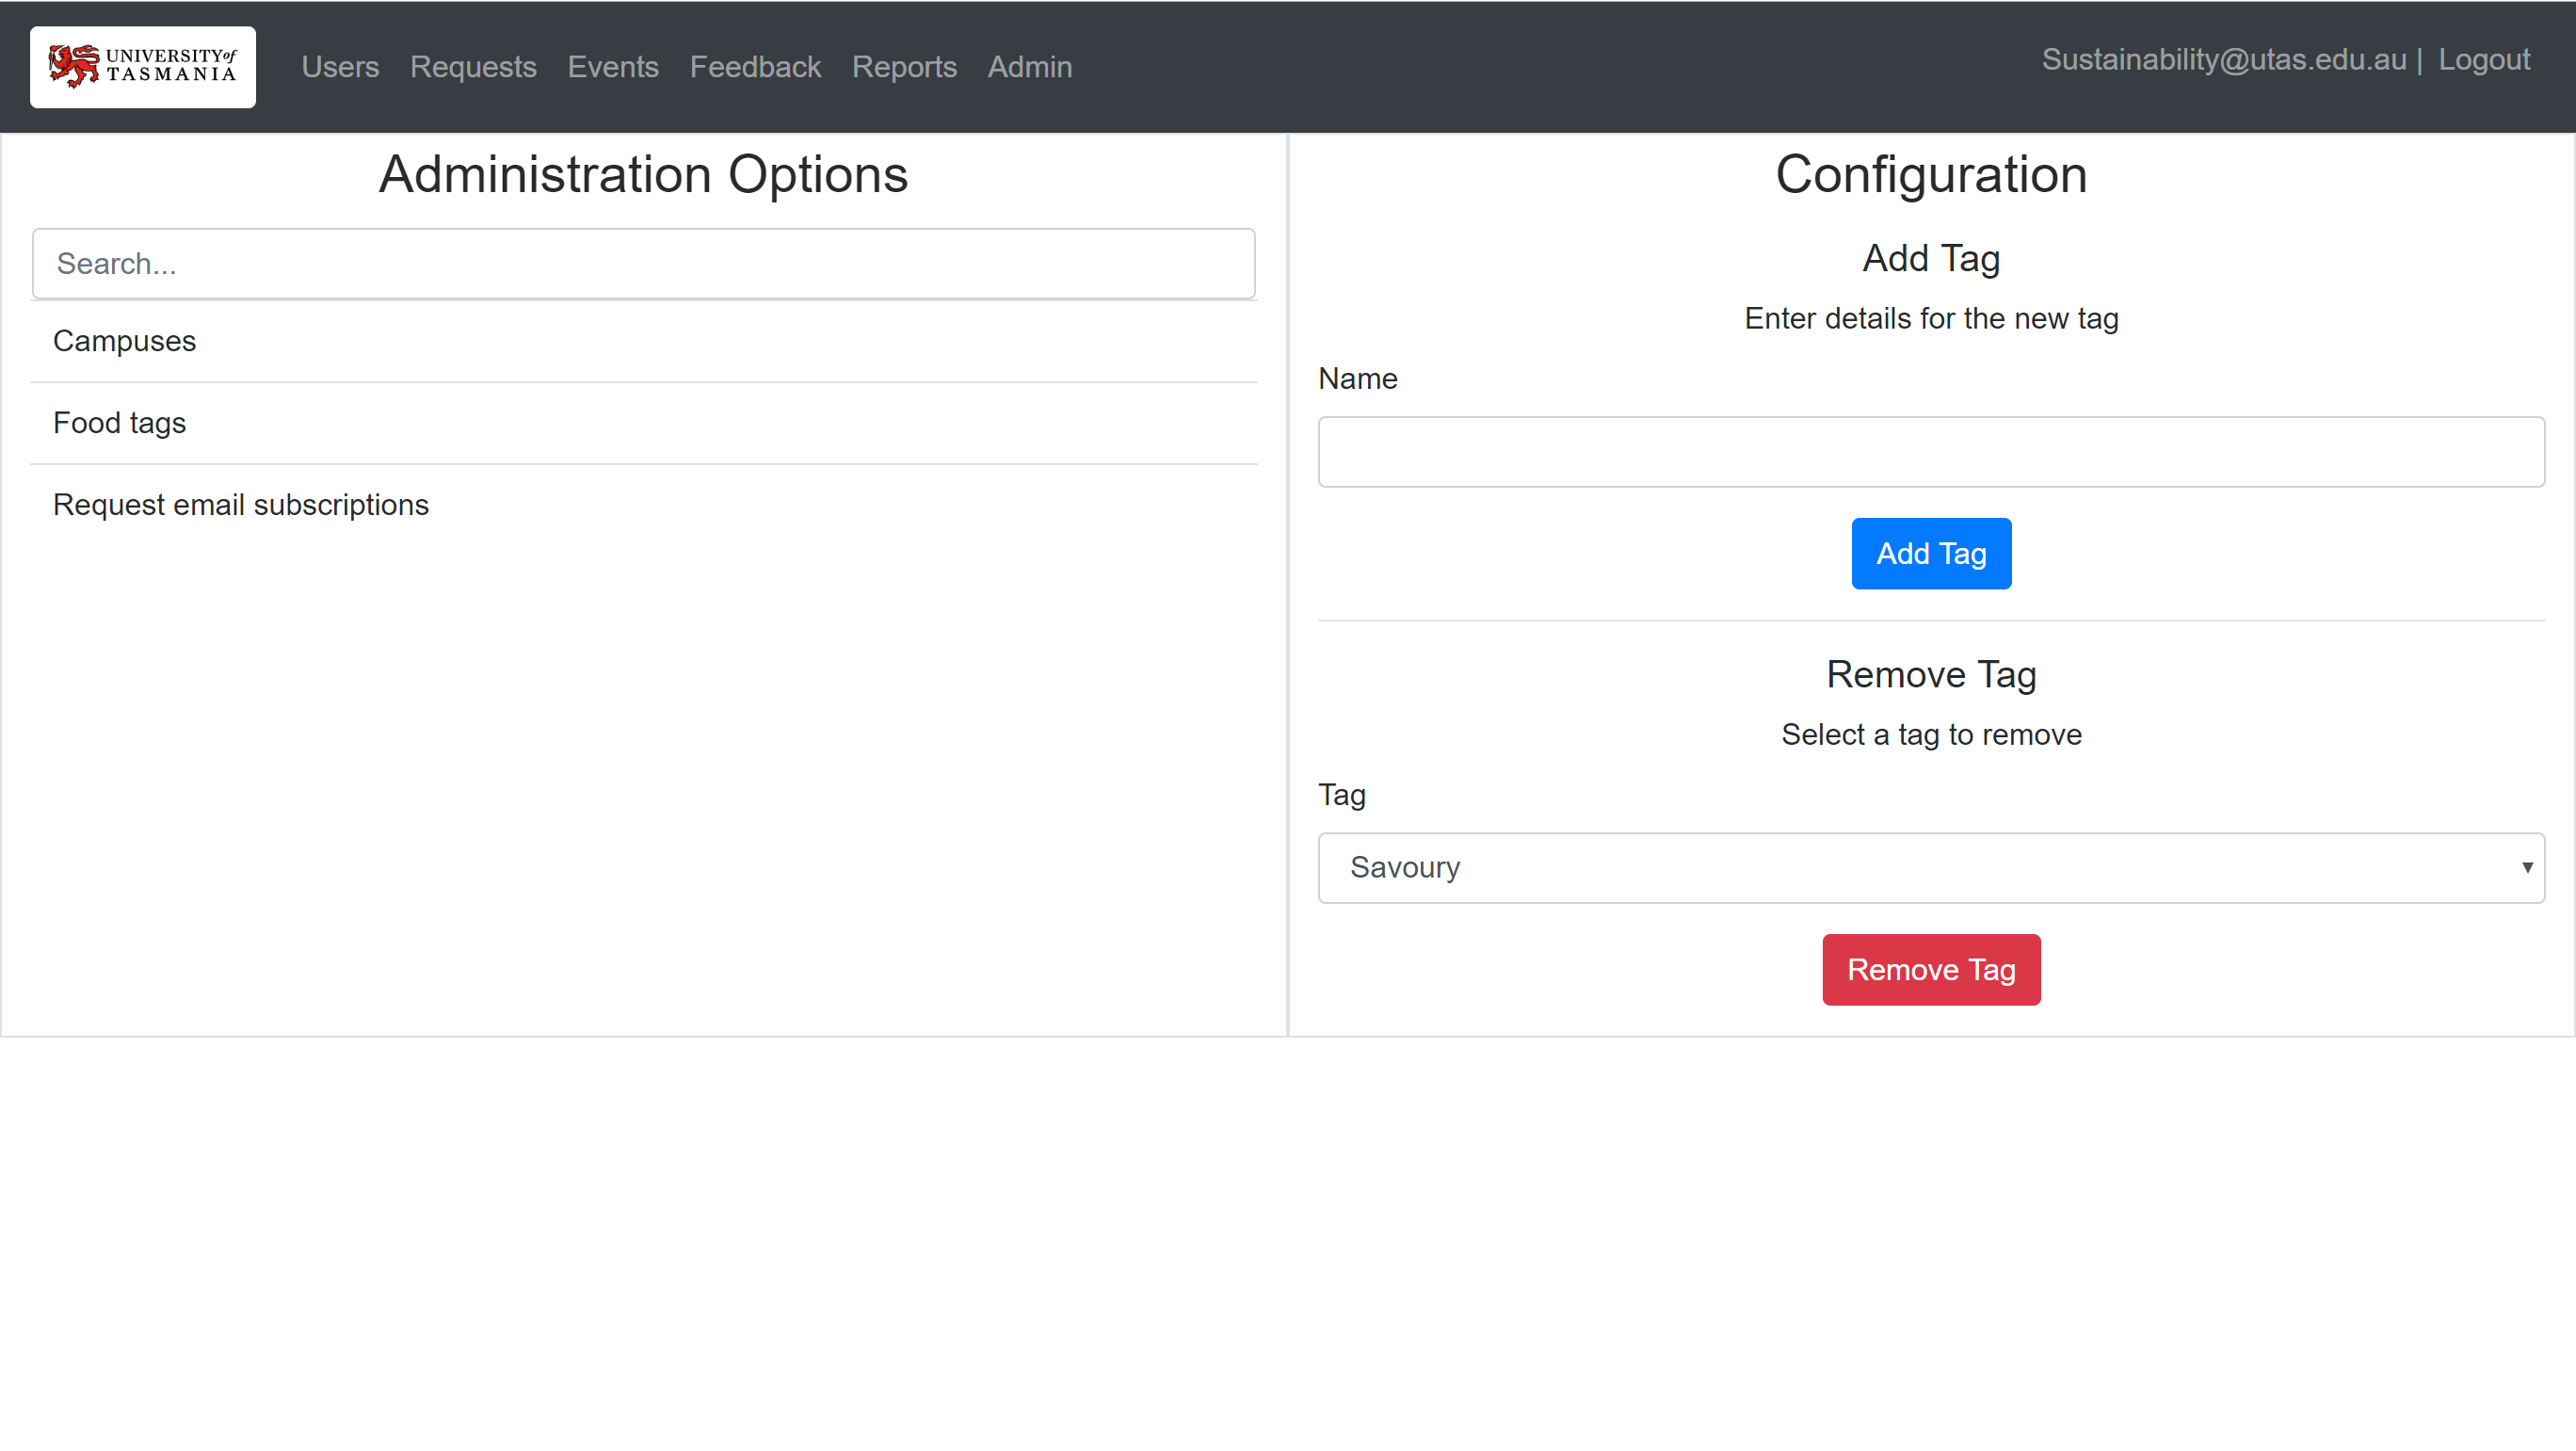 UNIVERSITY of
TASMANIA
Users Requests Events Feedback Reports Admin
Sustainability@utas.edu.au | Logout
Administration Options
Search...
Campuses
Food tags
Request email subscriptions
Configuration
Add Tag
Enter details for the new tag
Name
Add Tag
Remove Tag
Select a tag to remove
Tag
Savoury
Remove Tag